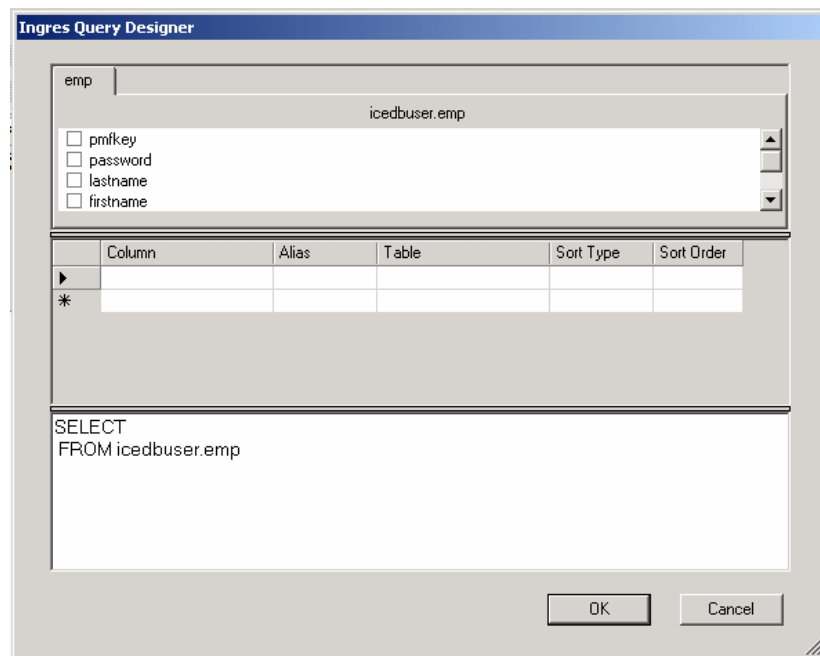 Ingres Query Designer
emp
icedbuser.emp
pmfkey
password
lastname
firstname
Column Alias Table Sort Type Sort Order
SELECT
FROM icedbuser.emp
OK Cancel